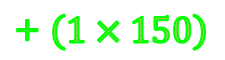 + (1 × 150)